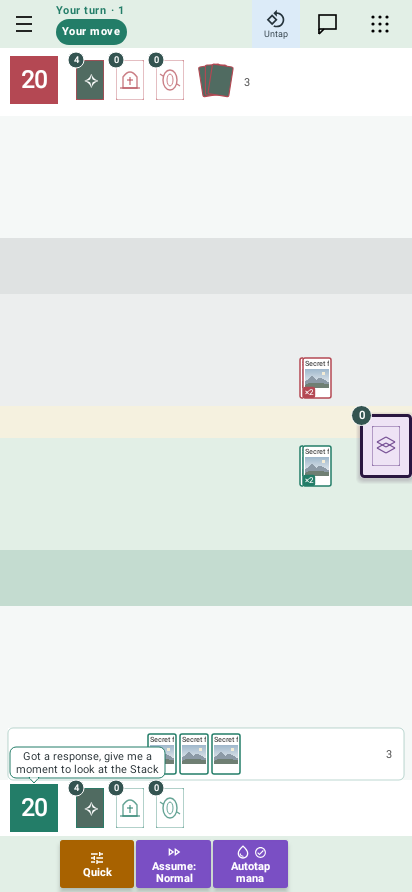 Your turn · 1
Your move
Untap
20
4
0
0
3
Secret f
×2
0
Secret f
×2
Secret f
Secret f
Secret f
3
Got a response, give me a
moment to look at the Stack
20
4
0
0
Quick
Assume:
Normal
Autotap
mana